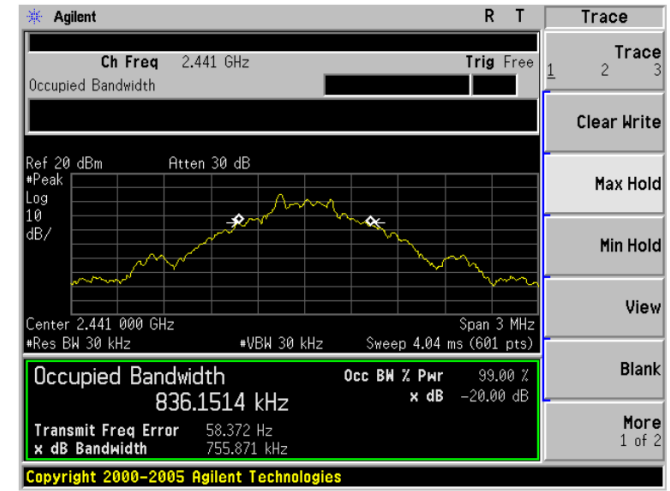 Agilent R T Trace
Ch Freq 2.441 GHz Trig Free
Occupied Bandwidth
Trace
1 2 3
Clear Write
Max Hold
Min Hold
View
Blank
More
1 of 2
Ref 20 dBm Atten 30 dB
#Peak
Log
10
dB/
Center 2.441 000 GHz Span 3 MHz
#Res BW 30 kHz #VBW 30 kHz Sweep 4.04 ms (601 pts)
Occupied Bandwidth Occ BW % Pwr 99.00 %
836.1514 kHz x dB -20.00 dB
Transmit Freq Error 58.372 Hz
x dB Bandwidth 755.871 kHz
Copyright 2000-2005 Agilent Technologies